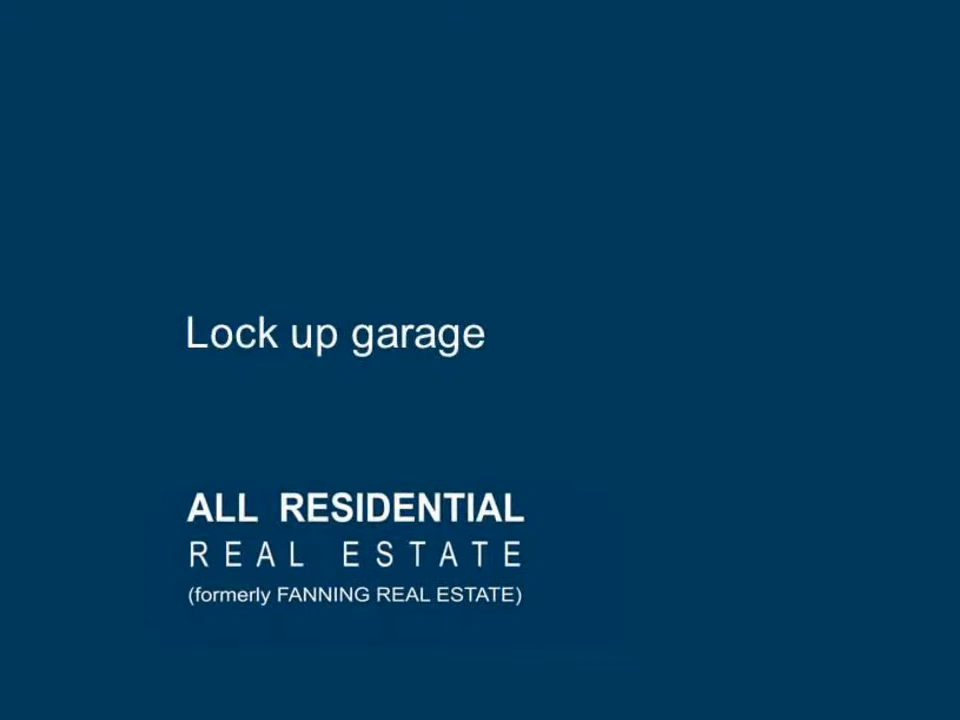 Lock up garage
ALL RESIDENTIAL
REAL ESTATE
(formerly FANNING REAL ESTATE)